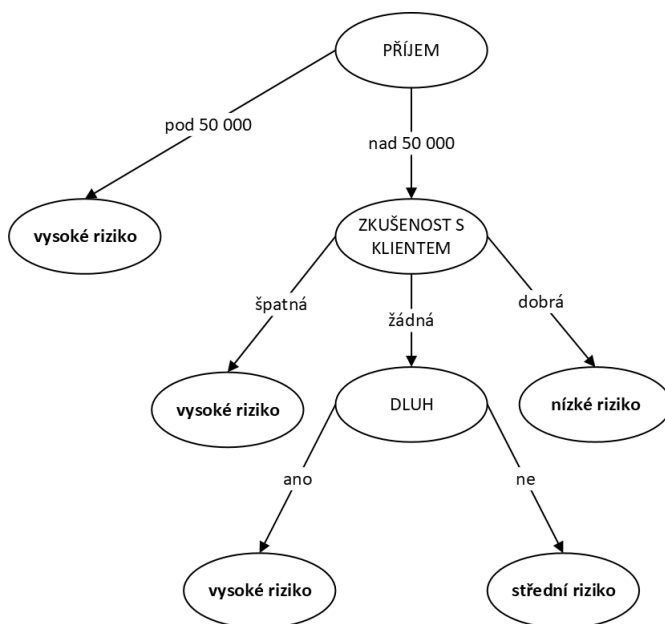 PŘÍJEM
pod 50 000
nad 50 000
vysoké riziko
ZKUŠENOST S
KLIENTEM
špatná
žádná
dobrá
vysoké riziko
DLUH
nízké riziko
ano
ne
vysoké riziko
střední riziko